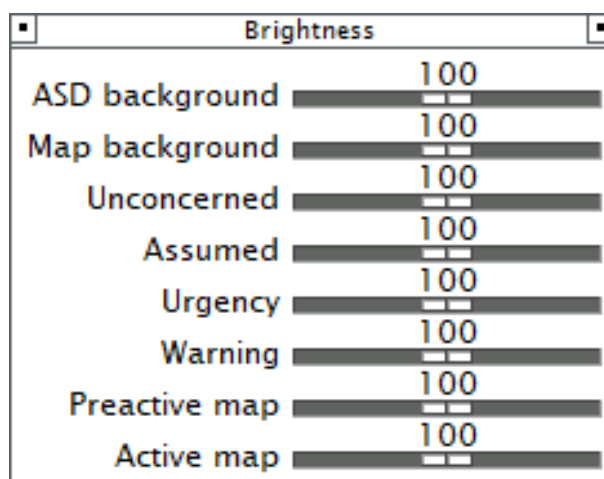 Brightness
100
ASD background
100
Map background
100
Unconcerned
100
Assumed
100
Urgency
100
Warning
100
Preactive map
100
Active map